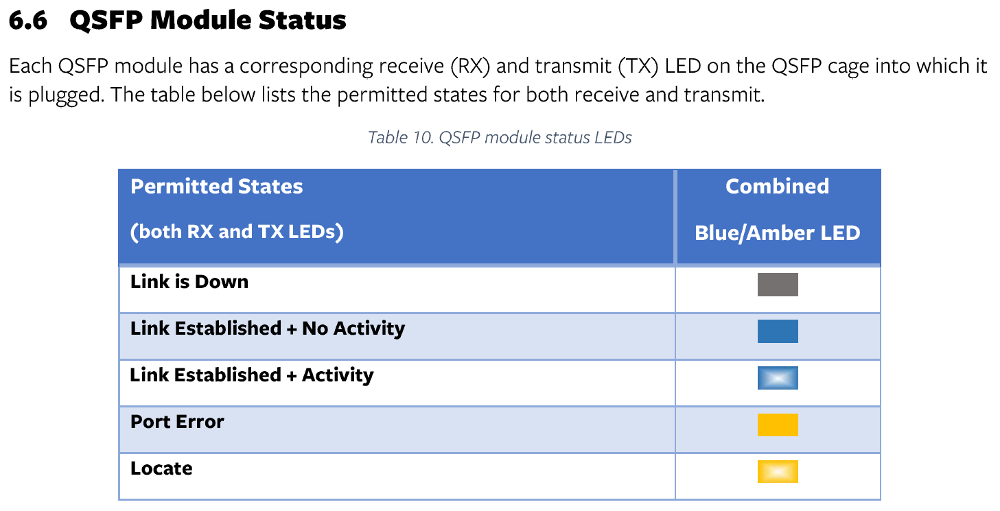 6.6 QSFP Module Status
Each QSFP module has a corresponding receive (RX) and transmit (TX) LED on the QSFP cage into which it
is plugged. The table below lists the permitted states for both receive and transmit.
Table 10. QSFP module status LEDs
Permitted States
(both RX and TX LEDs)
Combined
Blue/Amber LED
Link is Down
Link Established + No Activity
Link Established + Activity
Port Error
Locate